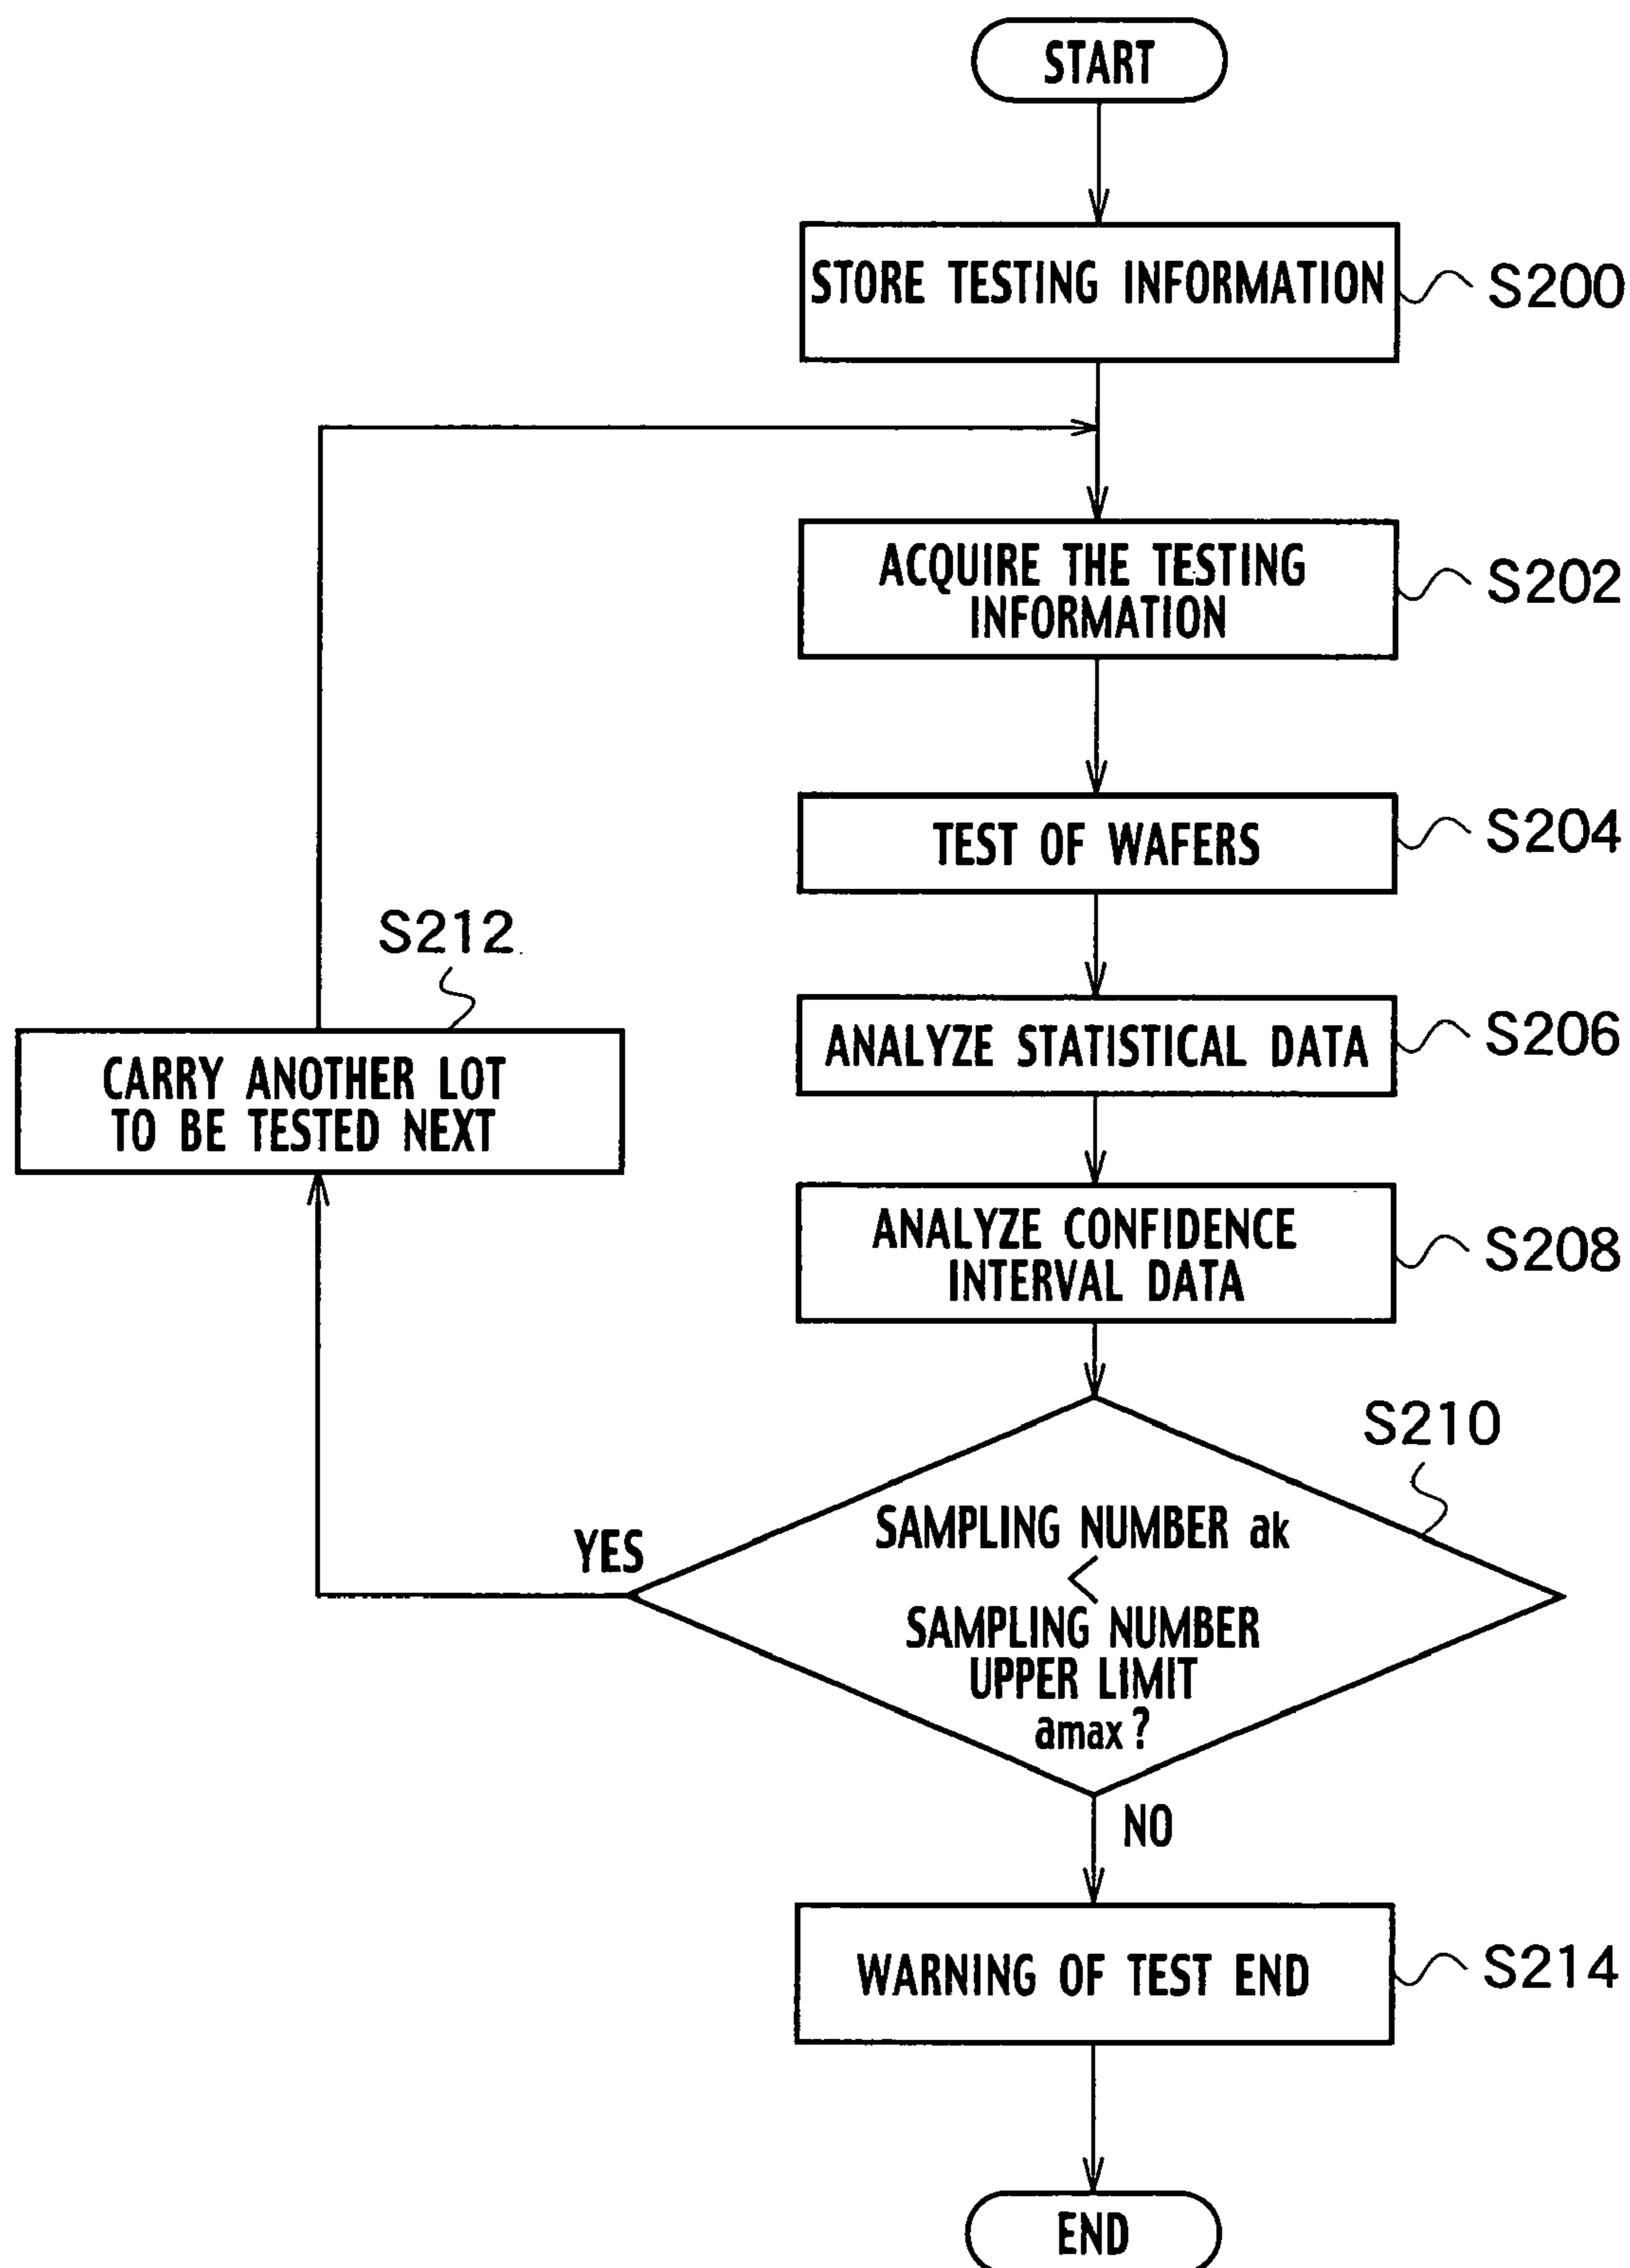 START
STORE TESTING INFORMATION
S200
ACQUIRE THE TESTING
INFORMATION
S202
TEST OF WAFERS
S204
ANALYZE STATISTICAL DATA
S206
S212
CARRY ANOTHER LOT
TO BE TESTED NEXT
ANALYZE CONFIDENCE
INTERVAL DATA
S208
S210
SAMPLING NUMBER ak
<
SAMPLING NUMBER
UPPER LIMIT
amax?
YES
NO
WARNING OF TEST END
S214
END